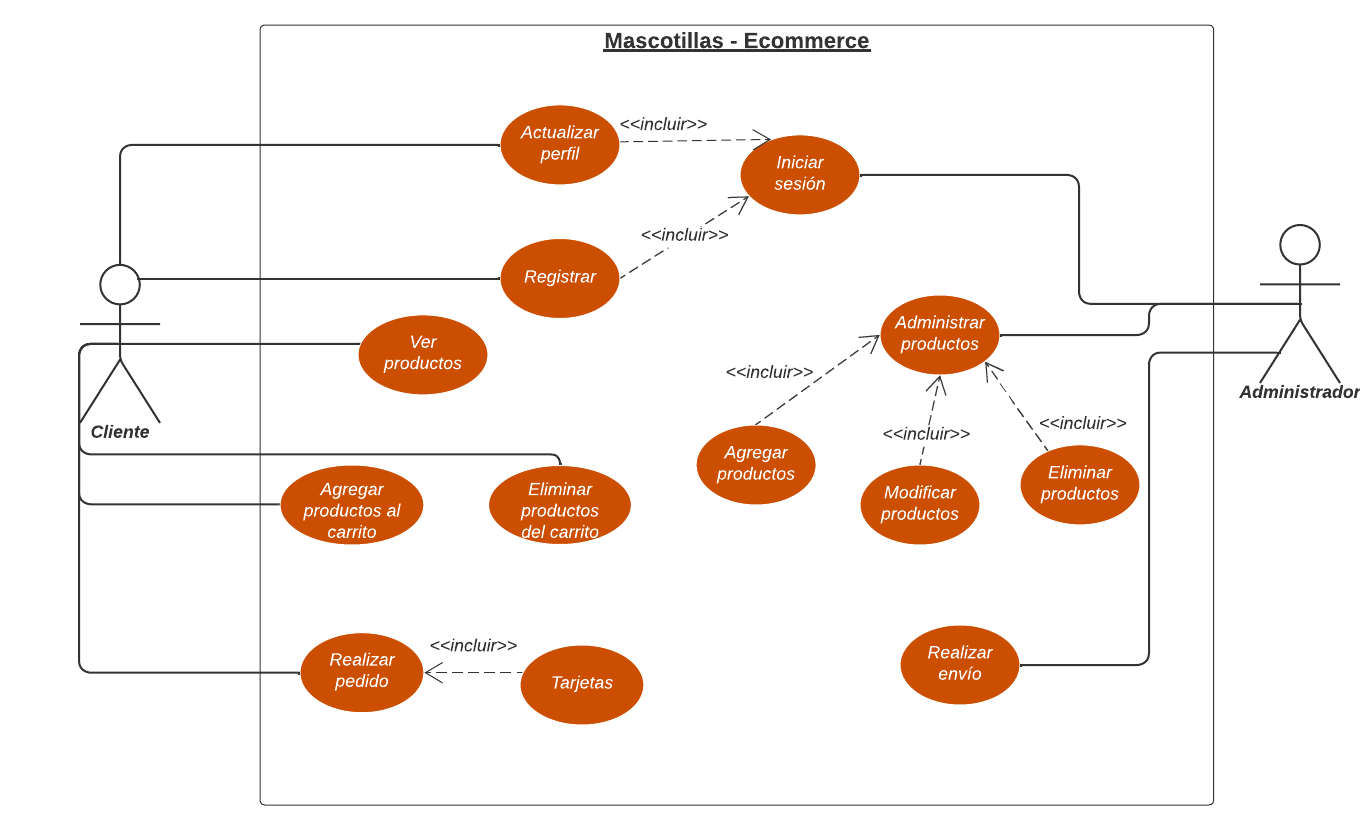 Mascotillas - Ecommerce
Actualizar
perfil
<<incluir>>
Iniciar
sesión
<<incluir>>
Registrar
Ver
productos
Administrar
productos
<<incluir>>
<<incluir>>
<<incluir>>
Cliente
Administrador
Agregar
productos al
carrito
Eliminar
productos
del carrito
Agregar
productos
Modificar
productos
Eliminar
productos
Realizar
pedido
<<incluir>>
Tarjetas
Realizar
envío